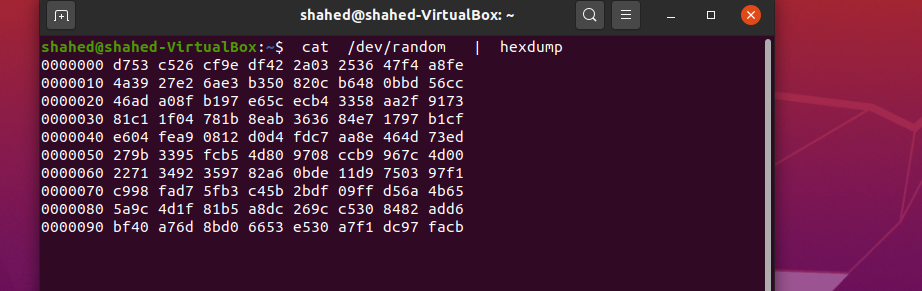 shahed@shahed-VirtualBox: ~
shahed@shahed-VirtualBox:~$  cat  /dev/random   |  hexdump
0000000 d753 c526 cf9e df42 2a03 2536 47f4 a8fe
0000010 4a39 27e2 6ae3 b350 820c b648 0bbd 56cc
0000020 46ad a08f b197 e65c ecb4 3358 aa2f 9173
0000030 81c1 1f04 781b 8eab 3636 84e7 1797 b1cf
0000040 e604 fea9 0812 d0d4 fdc7 aa8e 464d 73ed
0000050 279b 3395 fcb5 4d80 9708 ccb9 967c 4d00
0000060 2271 3492 3597 82a6 0bde 11d9 7503 97f1
0000070 c998 fad7 5fb3 c45b 2bdf 09ff d56a 4b65
0000080 5a9c 4d1f 81b5 a8dc 269c c530 8482 add6
0000090 bf40 a76d 8bd0 6653 e530 a7f1 dc97 facb